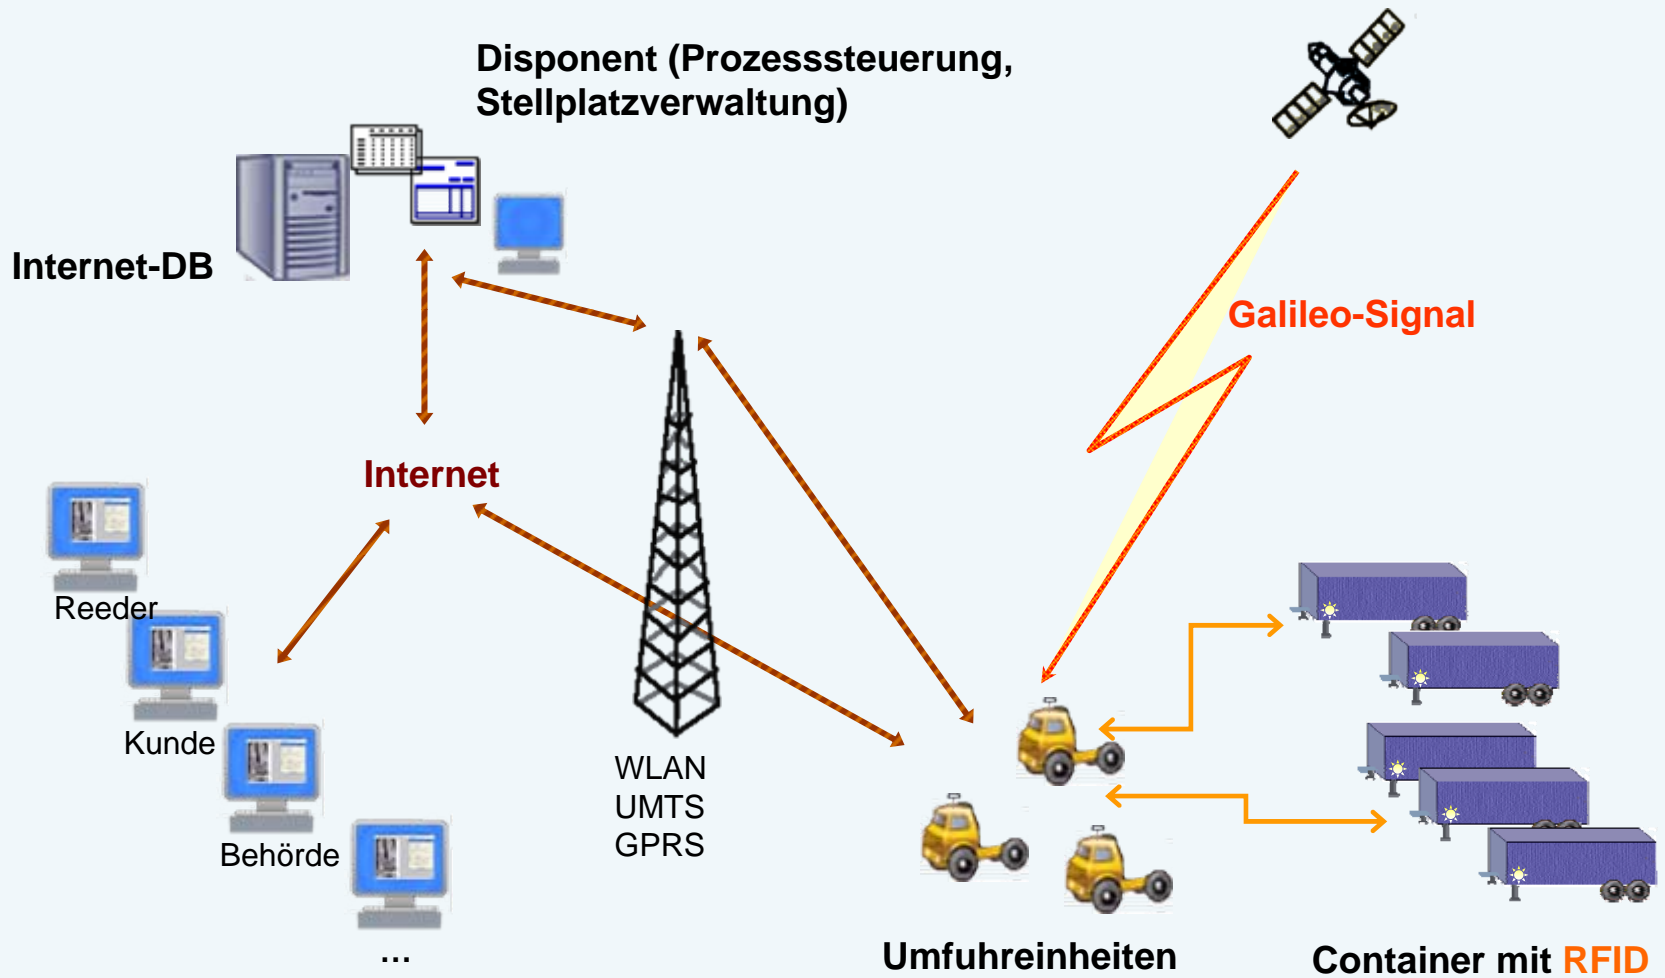 Disponent (Prozesssteuerung,
Stellplatzverwaltung)
Internet-DB
Galileo-Signal
Internet
Reeder
Kunde
Behörde
...
WLAN
UMTS
GPRS
Umfuhreinheiten
Container mit RFID